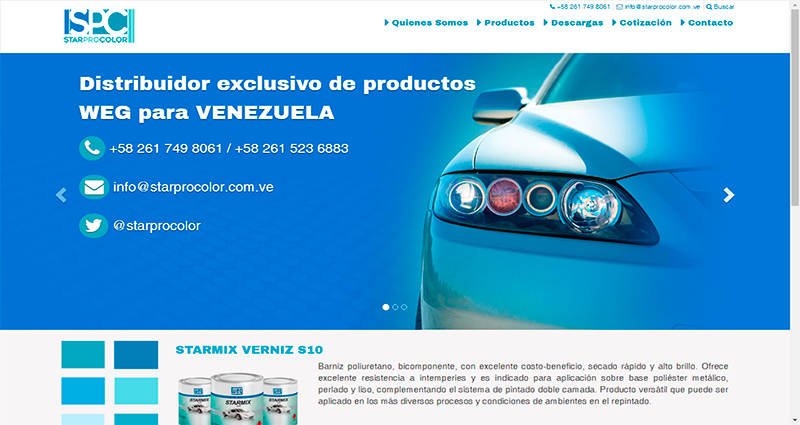 SPC
STARPROCOLOR
+58 261 749 8061 | info@starprocolor.com.ve | Buscar
Quienes Somos Productos Descargas Cotización Contacto
Distribuidor exclusivo de productos
WEG para VENEZUELA
+58 261 749 8061 / +58 261 523 6883
info@starprocolor.com.ve
@starprocolor
STARMIX VERNIZ S10
Barniz poliuretano, bicomponente, con excelente costo-beneficio, secado rápido y alto brillo. Ofrece
excelente resistencia a intemperies y es indicado para aplicación sobre base poliéster metálico,
perlado y liso, complementando el sistema de pintado doble camada. Producto versátil que puede ser
aplicado en los más diversos procesos y condiciones de ambientes en el repintado.
STARMIX